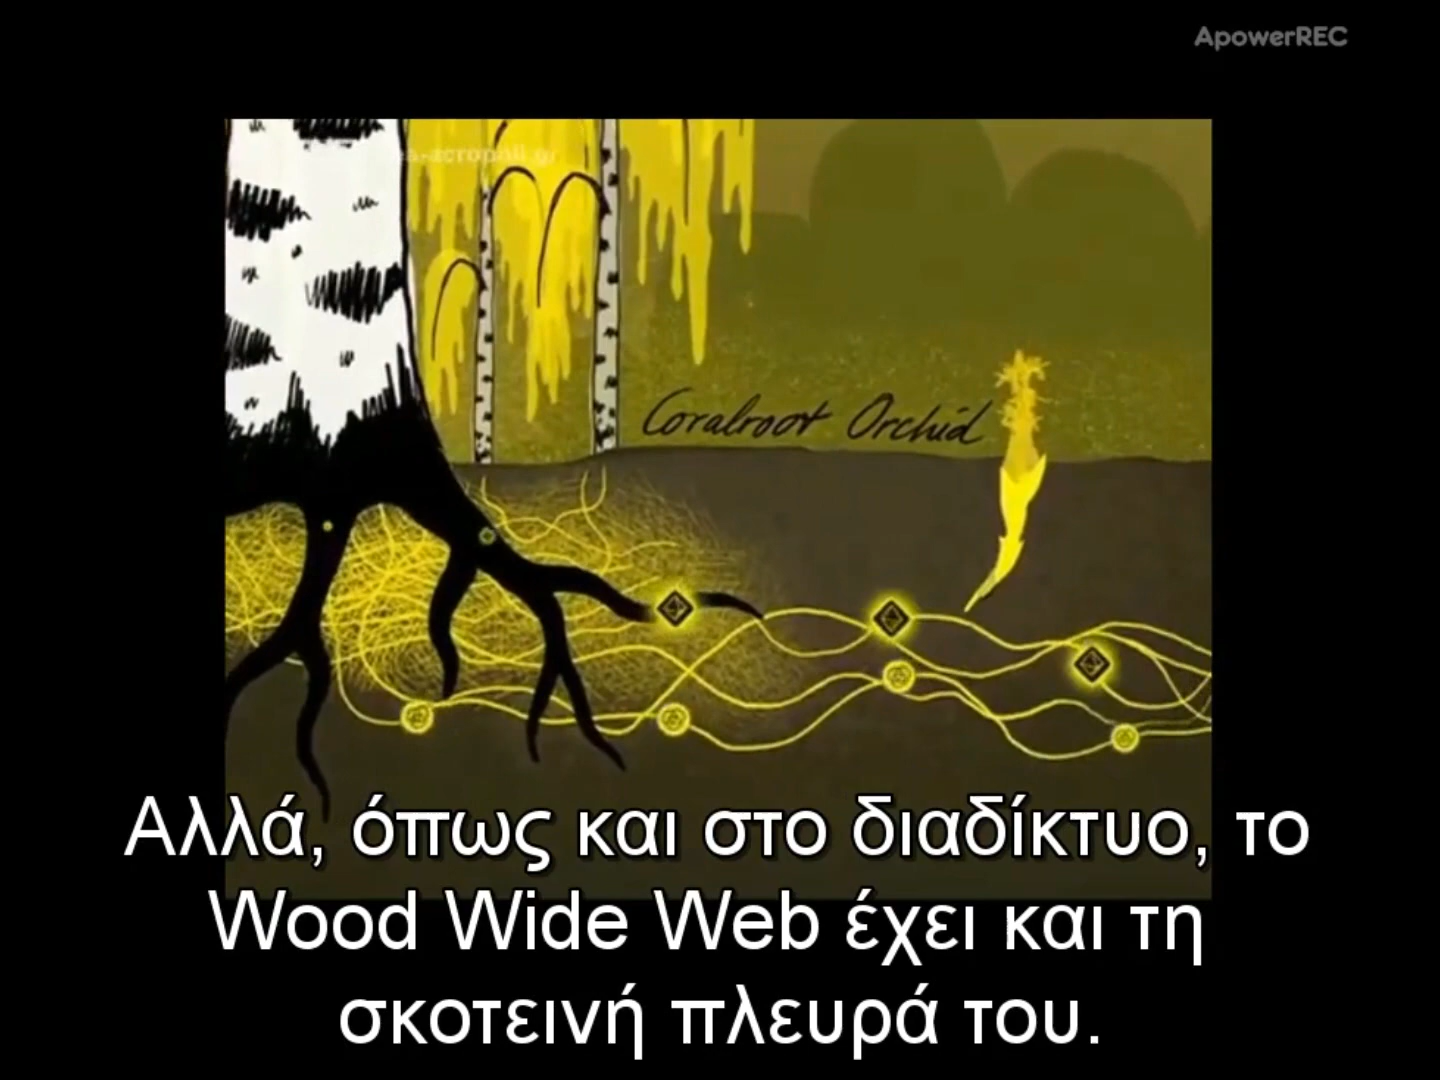 ApowerREC
Coralroot Orchid
Αλλά, όπως και στο διαδίκτυο, το
Wood Wide Web έχει και τη
σκοτεινή πλευρά του.